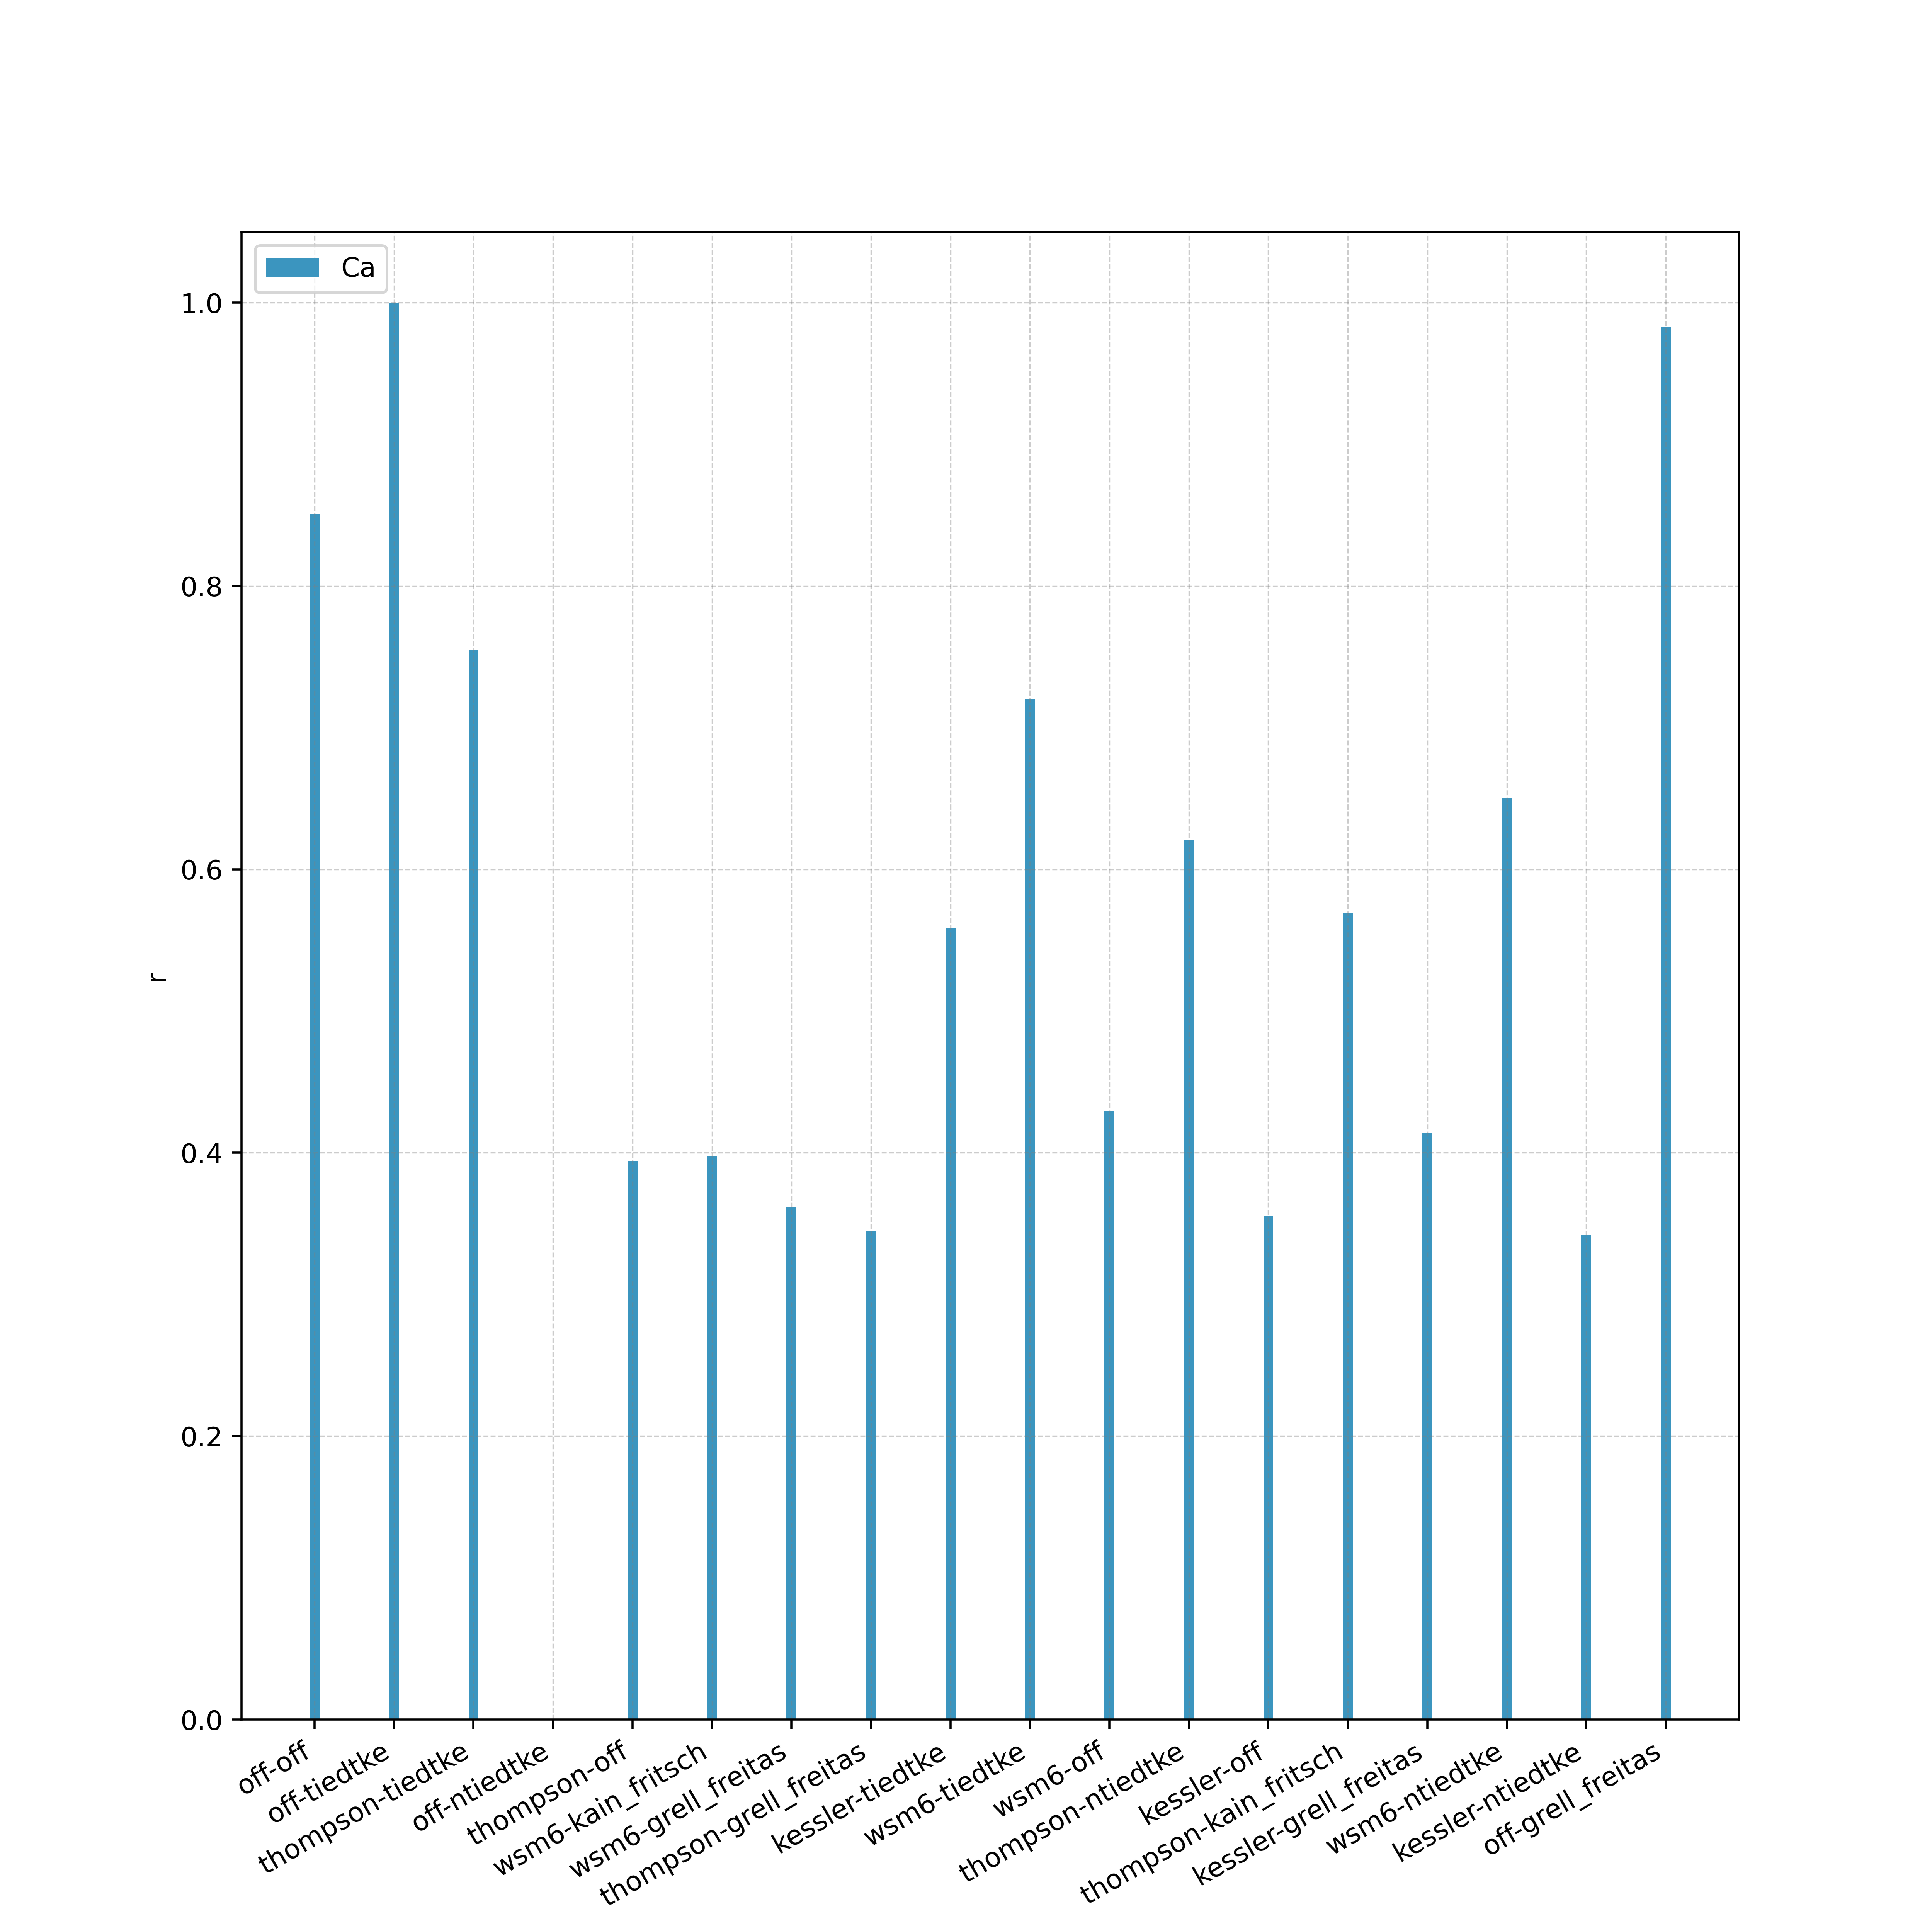 Ca
1.0
0.8
0.6
0.4
0.2
0.0
r
off-off
off-tiedtke
thompson-tiedtke
off-ntiedtke
thompson-off
wsm6-kain_fritsch
wsm6-grell_freitas
thompson-grell_freitas
kessler-tiedtke
wsm6-tiedtke
wsm6-off
thompson-ntiedtke
kessler-off
thompson-kain_fritsch
kessler-grell_freitas
wsm6-ntiedtke
kessler-ntiedtke
off-grell_freitas